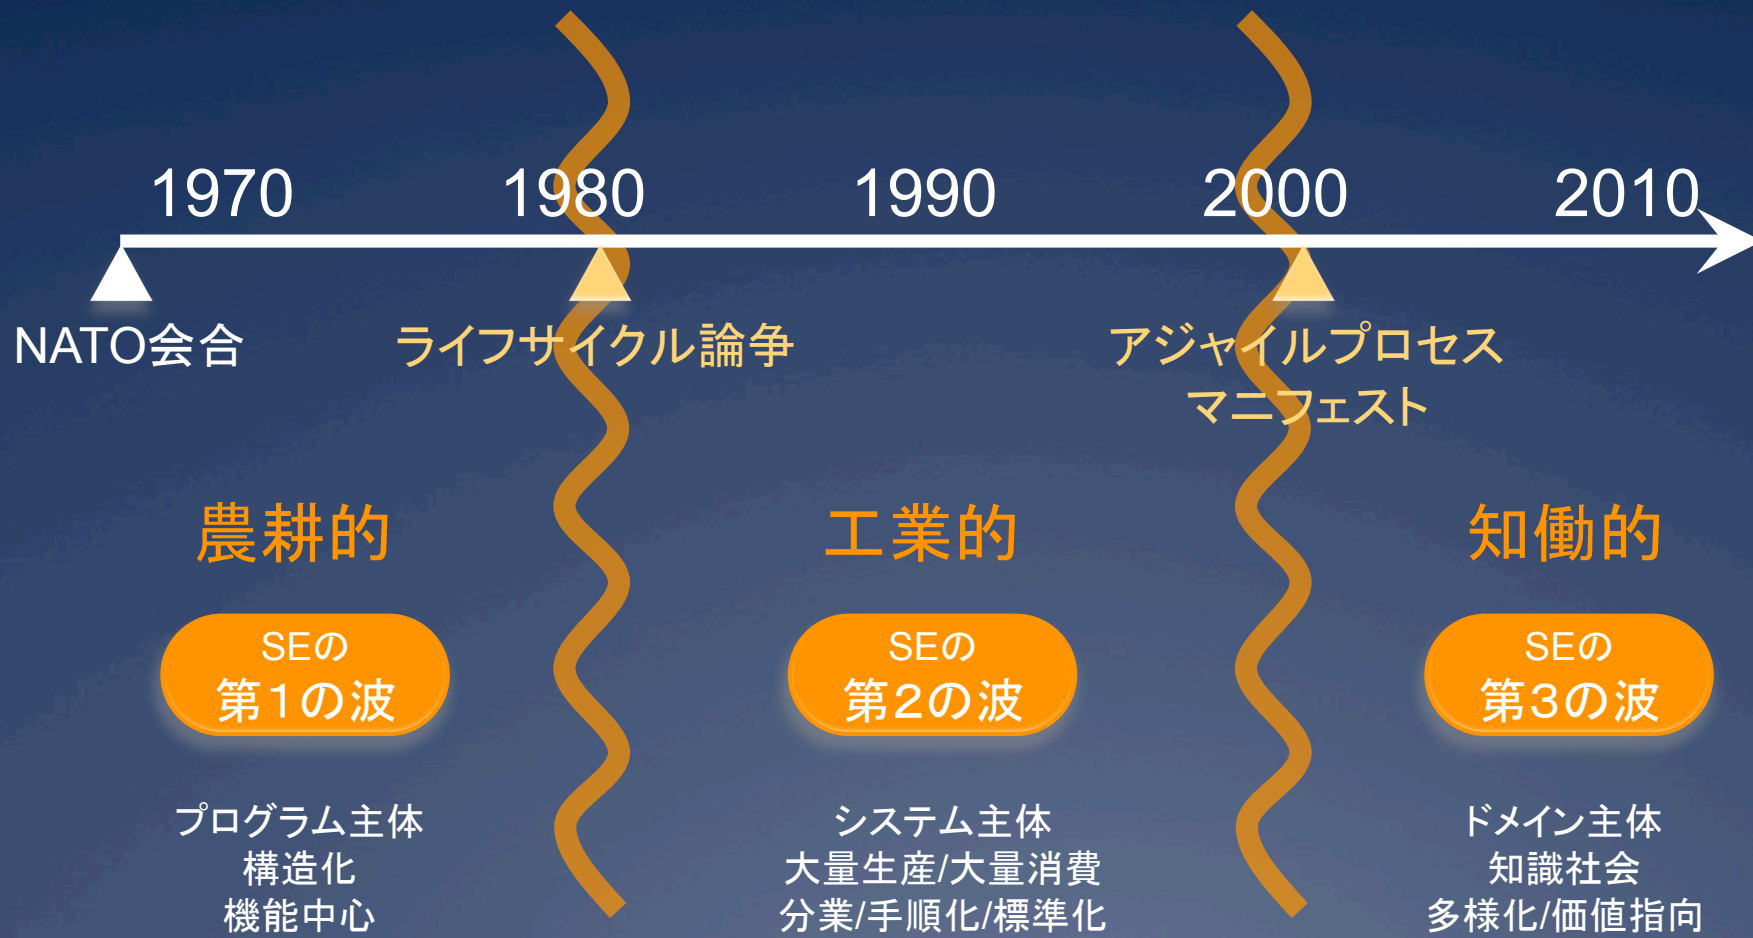 1970 1980 1990 2000 2010
NATO会合
ライフサイクル論争
アジャイルプロセス
マニフェスト
農耕的
SEの
第1の波
プログラム主体
構造化
機能中心
工業的
SEの
第2の波
システム主体
大量生産/大量消費
分業/手順化/標準化
知働的
SEの
第3の波
ドメイン主体
知識社会
多様化/価値指向